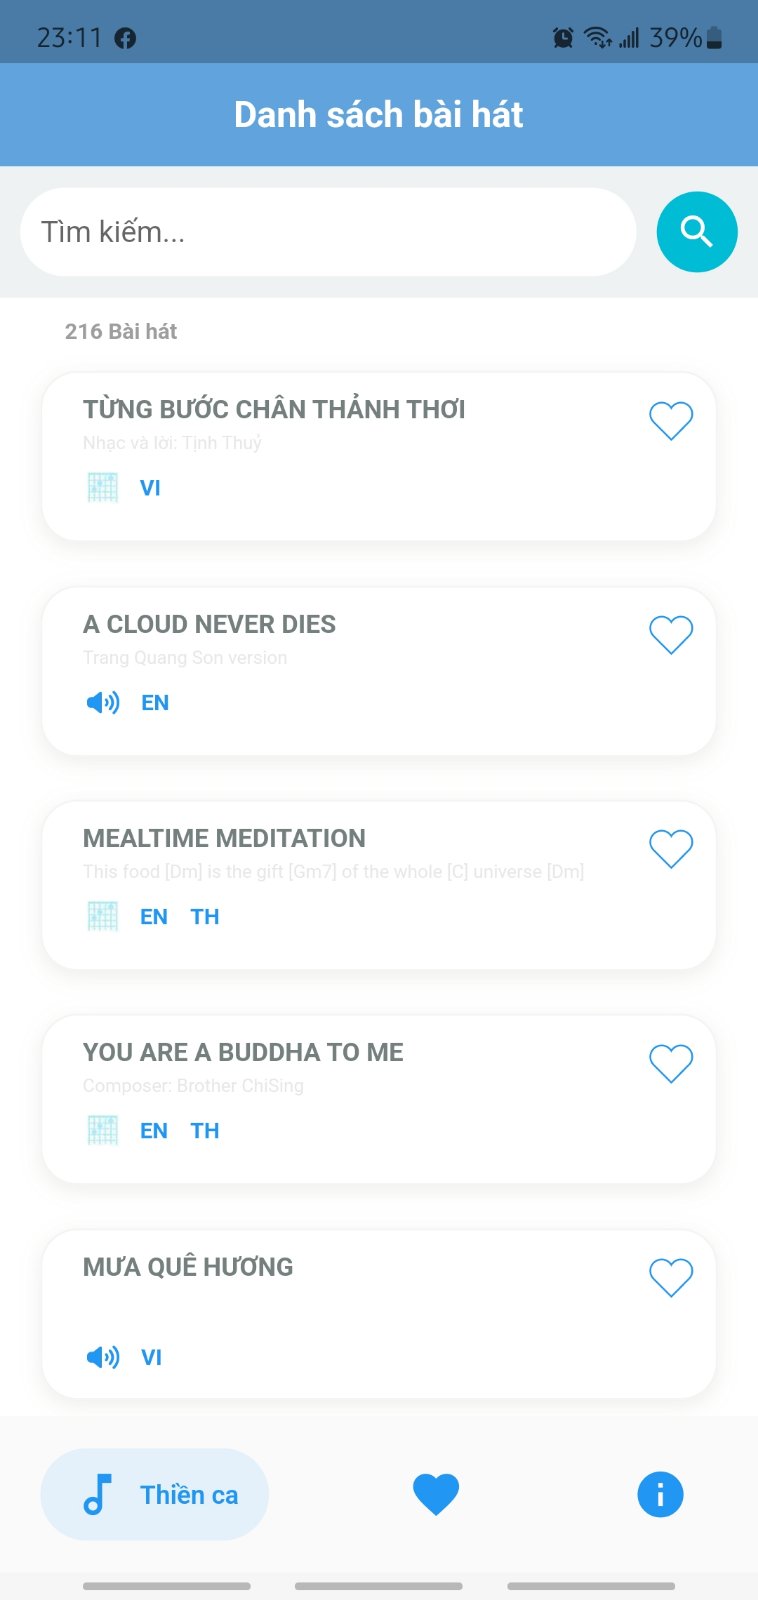 23:11
39%
Danh sách bài hát
Tìm kiếm...
216 Bài hát
TỪNG BƯỚC CHÂN THẢNH THƠI
Nhạc và lời: Tịnh Thuỷ
VI
A CLOUD NEVER DIES
Trang Quang Son version
EN
MEALTIME MEDITATION
This food [Dm] is the gift [Gm7] of the whole [C] universe [Dm]
EN TH
YOU ARE A BUDDHA TO ME
Composer: Brother ChiSing
EN TH
MƯA QUÊ HƯƠNG
VI
Thiền ca